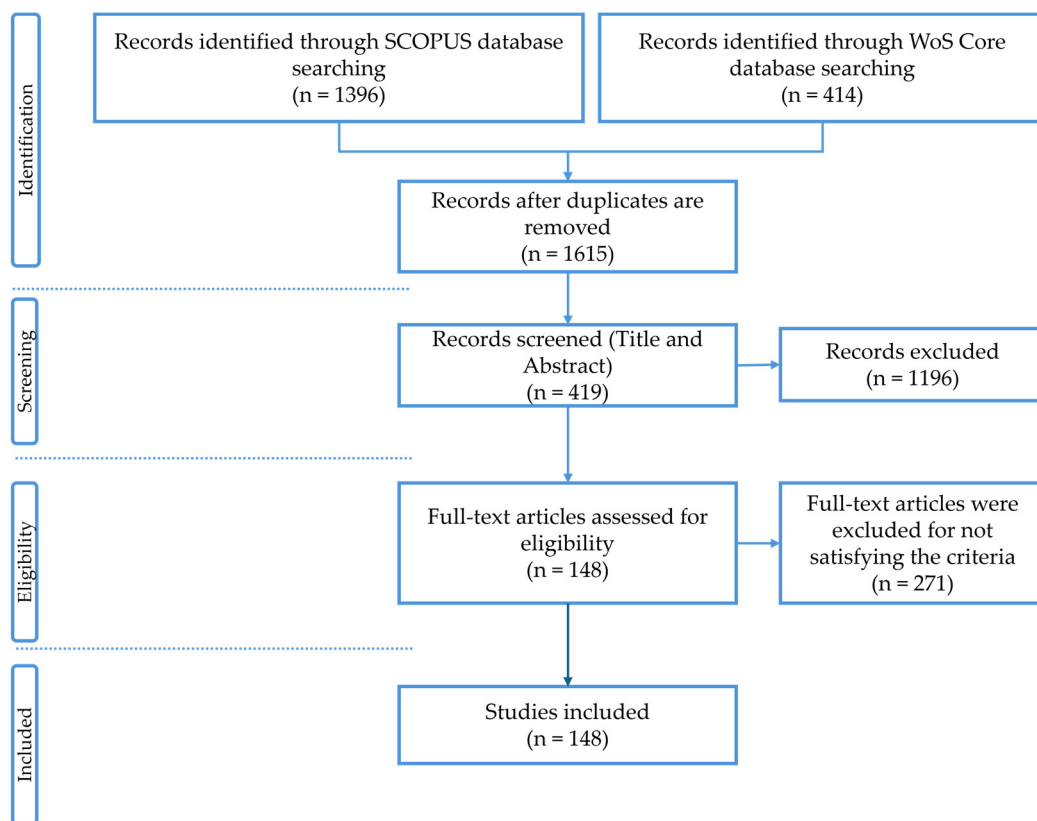 Identification
Records identified through SCOPUS database
searching
(n = 1396)
Records identified through WoS Core
database searching
(n = 414)
Records after duplicates are
removed
(n = 1615)
Screening
Records screened (Title and
Abstract)
(n = 419)
Records excluded
(n = 1196)
Eligibility
Full-text articles assessed for
eligibility
(n = 148)
Full-text articles were
excluded for not
satisfying the criteria
(n = 271)
Included
Studies included
(n = 148)